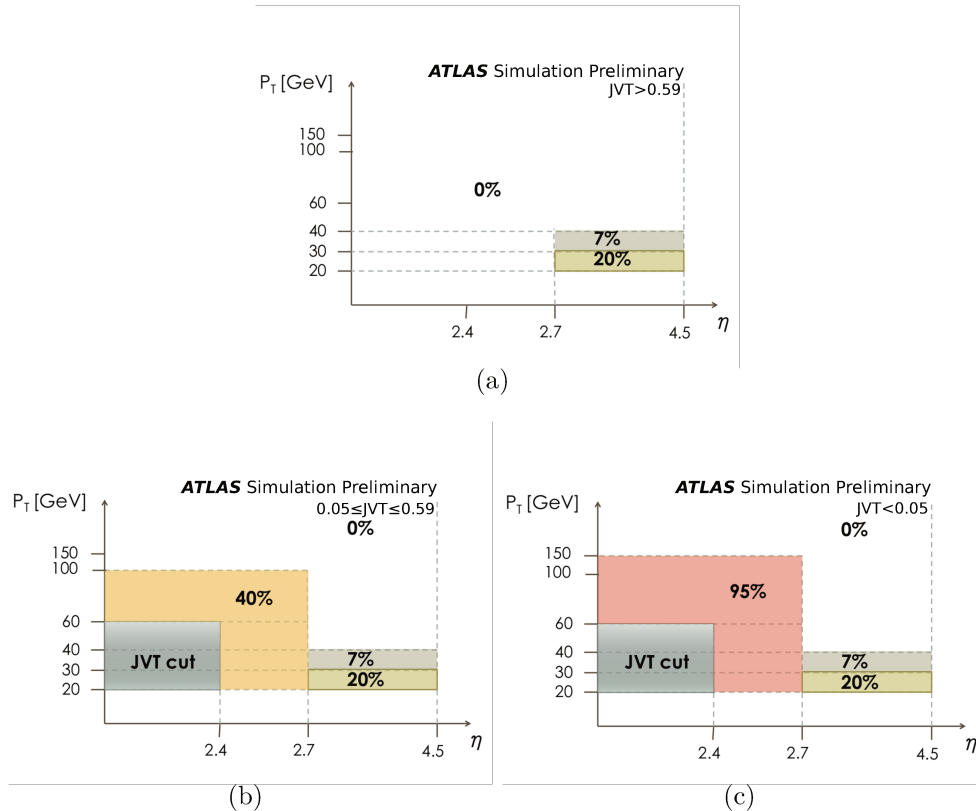 ATLAS Simulation Preliminary
JVT>0.59
P_T [GeV]
150
100
0%
60
40
7%
30
20%
20
2.4
2.7
4.5
η
(a)
ATLAS Simulation Preliminary
0.05≤JVT≤0.59
P_T [GeV]
0%
150
100
40%
60
JVT cut
40
7%
30
20%
20
2.4
2.7
4.5
η
(b)
ATLAS Simulation Preliminary
JVT<0.05
P_T [GeV]
0%
150
100
95%
60
JVT cut
40
7%
30
20%
20
2.4
2.7
4.5
η
(c)